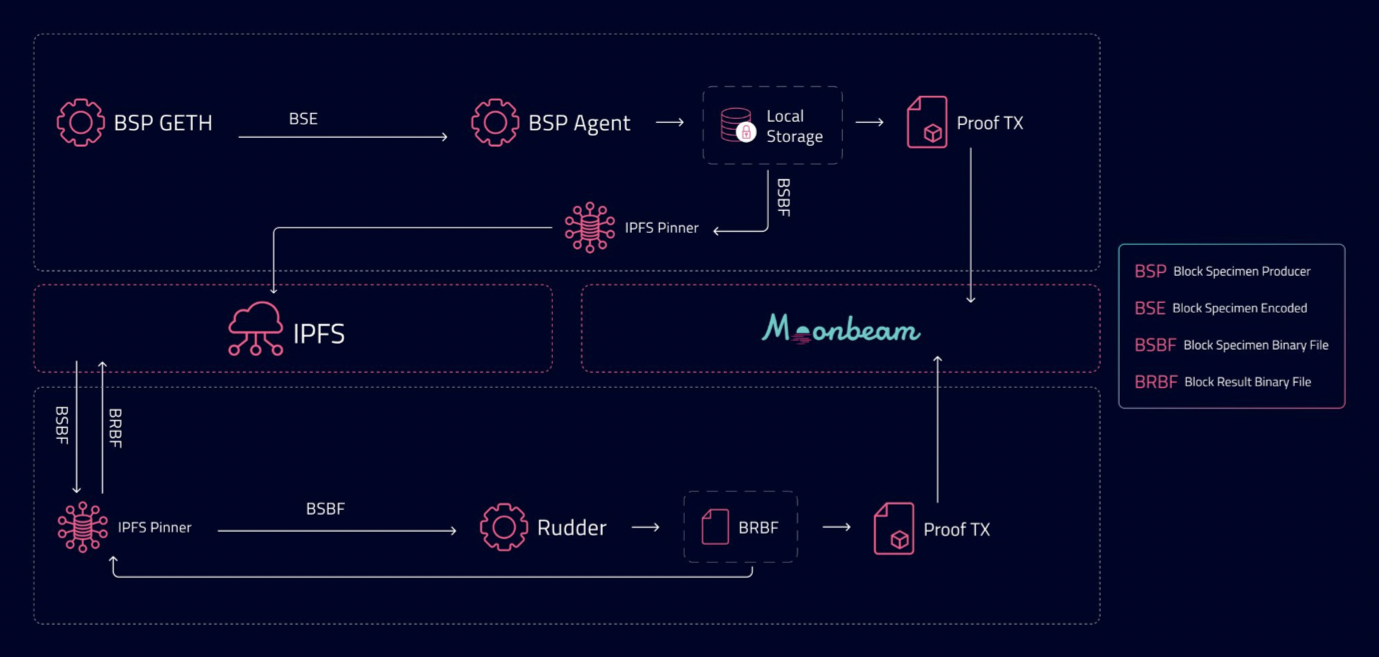 BSP GETH
BSE
BSP Agent
Local
Storage
Proof TX
BSBF
IPFS Pinner
IPFS
Moonbeam
BSP Block Specimen Producer
BSE Block Specimen Encoded
BSBF Block Specimen Binary File
BRBF Block Result Binary File
BSBF
BRBF
IPFS Pinner
BSBF
Rudder
BRBF
Proof TX